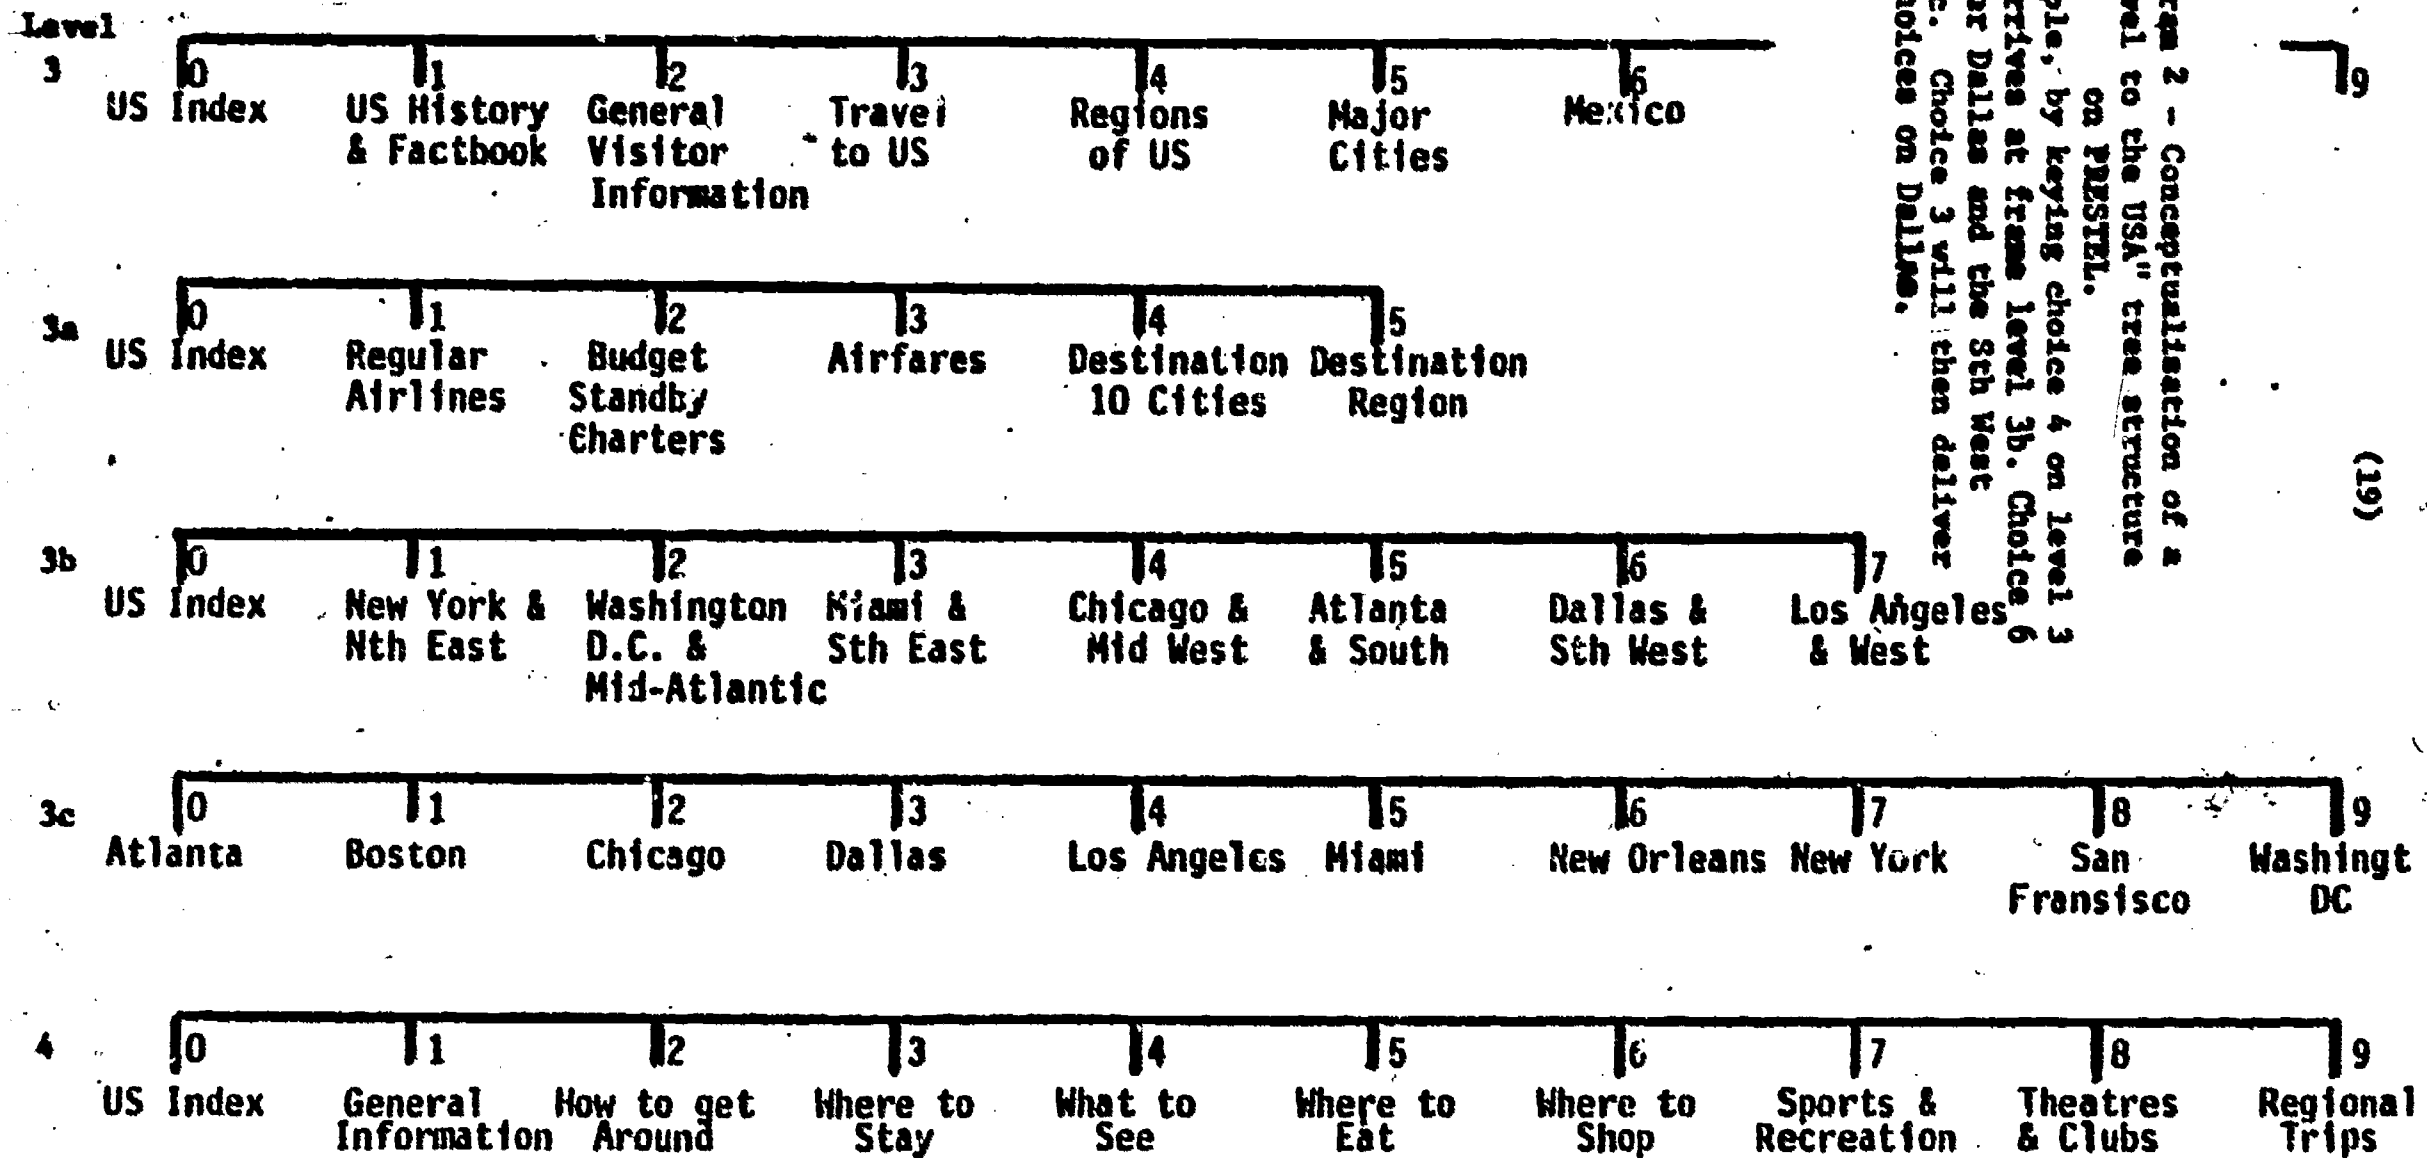 Level
3
0 1 2 3 4 5 6 9
US Index US History General Travel Regions Major Mexico
& Factbook Visitor to US of US Cities
Information
3a
0 1 2 3 4 5
US Index Regular Budget Airfares Destination Destination
Airlines Standby 10 Cities Region
Charters
3b
0 1 2 3 4 5 6 7
US Index New York & Washington Miami & Chicago & Atlanta Dallas & Los Angeles
Nth East D.C. & Sth East Mid West & South Sth West & West
Mid-Atlantic
3c
0 1 2 3 4 5 6 7 8 9
Atlanta Boston Chicago Dallas Los Angeles Miami New Orleans New York San Washingt
Fransisco DC
4
0 1 2 3 4 5 6 7 8 9
US Index General How to get Where to What to Where to Where to Sports & Theatres Regional
Information Around Stay See Eat Shop Recreation & Clubs Trips
(19)
2 - Conceptualisation of a
to the USA" tree structure
on PRESTEL.
by keying choice 4 on level 3
at frame level 3b. Choice 6
Dallas and the Sth West
Choice 3 will then deliver
on Dallas.